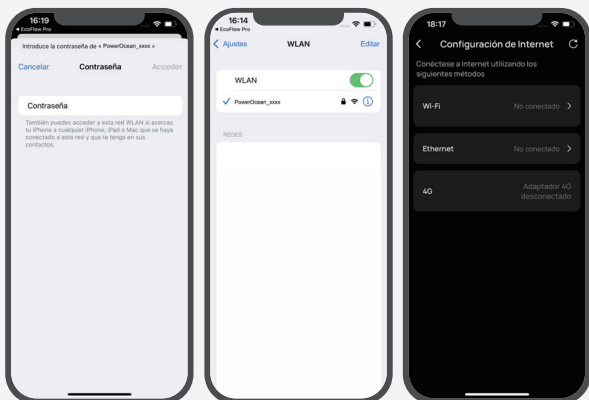 16:19
◀ EcoFlow Pro
Introduce la contraseña de « PowerOcean_xxxx »
Cancelar Contraseña Acceder
Contraseña
También puedes acceder a esta red WLAN si acercas
tu iPhone a cualquier iPhone, iPad o Mac que se haya
conectado a esta red y que te tenga en sus
contactos.
16:14
◀ EcoFlow Pro
Ajustes WLAN Editar
WLAN
PowerOcean_xxxx
REDES
18:17
Configuración de Internet
Conéctese a Internet utilizando los
siguientes métodos
Wi-Fi No conectado
Ethernet No conectado
4G Adaptador 4G
desconectado